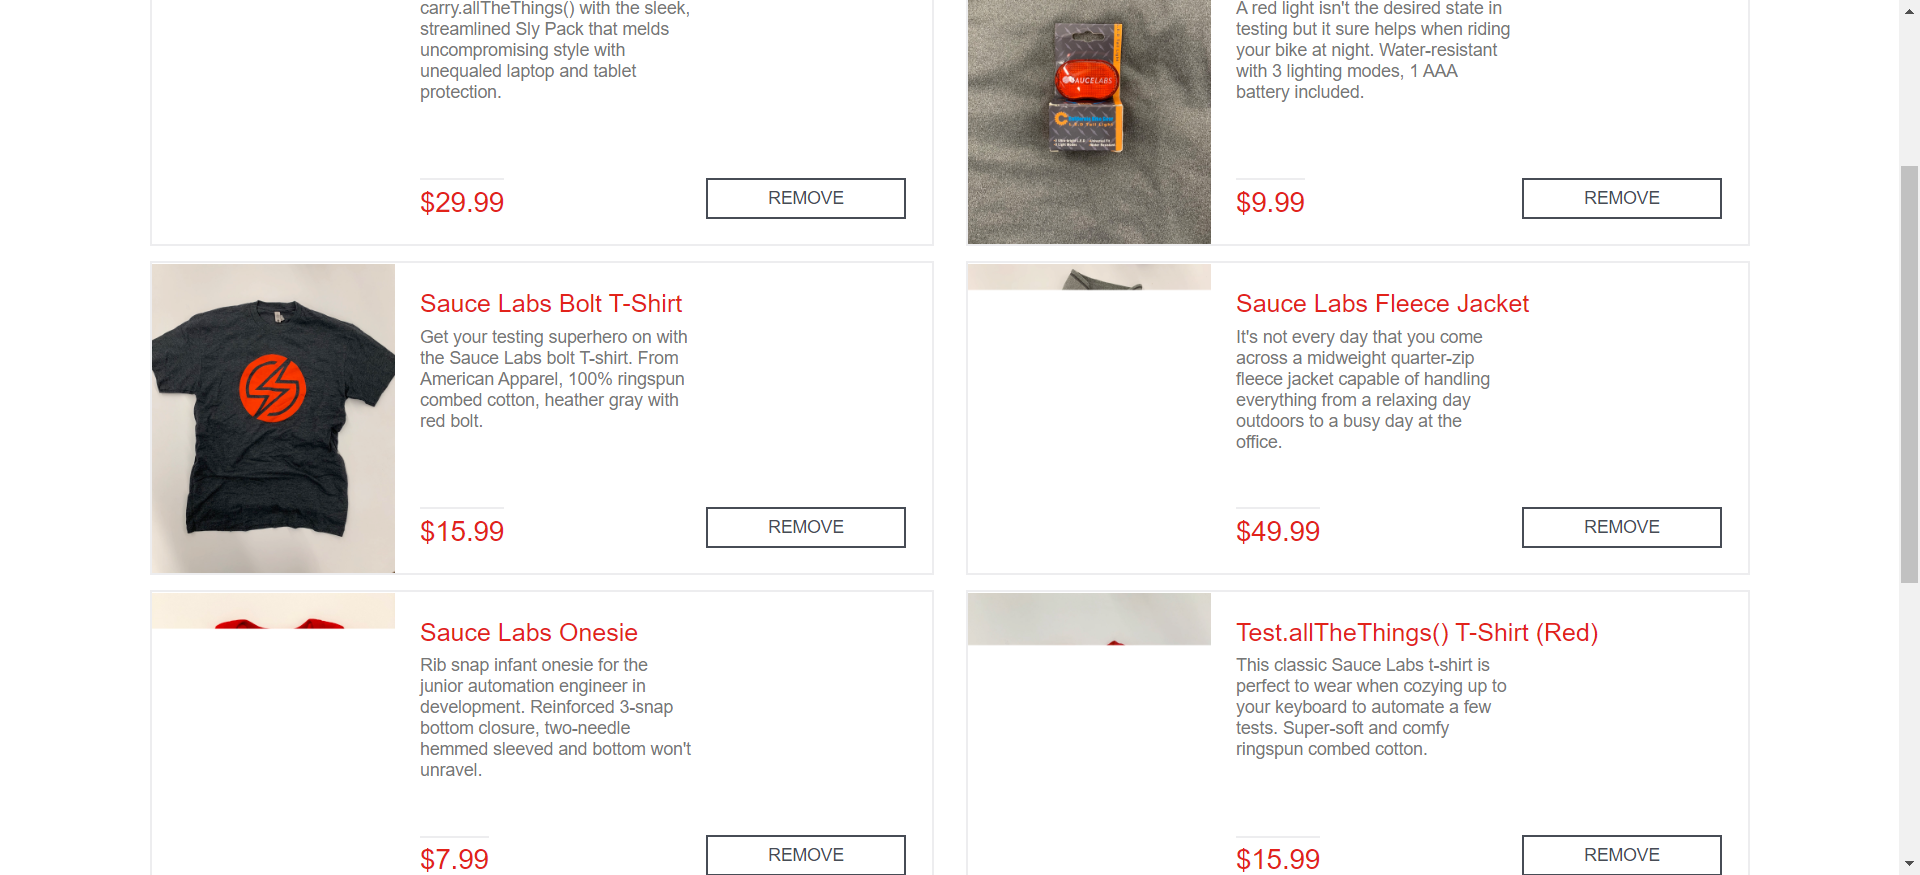 carry.allTheThings() with the sleek,
streamlined Sly Pack that melds
uncompromising style with
unequaled laptop and tablet
protection.
$29.99
REMOVE
SAUCELABS
A red light isn't the desired state in
testing but it sure helps when riding
your bike at night. Water-resistant
with 3 lighting modes, 1 AAA
battery included.
$9.99
REMOVE
Sauce Labs Bolt T-Shirt
Get your testing superhero on with
the Sauce Labs bolt T-shirt. From
American Apparel, 100% ringspun
combed cotton, heather gray with
red bolt.
$15.99
REMOVE
Sauce Labs Fleece Jacket
It's not every day that you come
across a midweight quarter-zip
fleece jacket capable of handling
everything from a relaxing day
outdoors to a busy day at the
office.
$49.99
REMOVE
Sauce Labs Onesie
Rib snap infant onesie for the
junior automation engineer in
development. Reinforced 3-snap
bottom closure, two-needle
hemmed sleeved and bottom won't
unravel.
$7.99
REMOVE
Test.allTheThings() T-Shirt (Red)
This classic Sauce Labs t-shirt is
perfect to wear when cozying up to
your keyboard to automate a few
tests. Super-soft and comfy
ringspun combed cotton.
$15.99
REMOVE